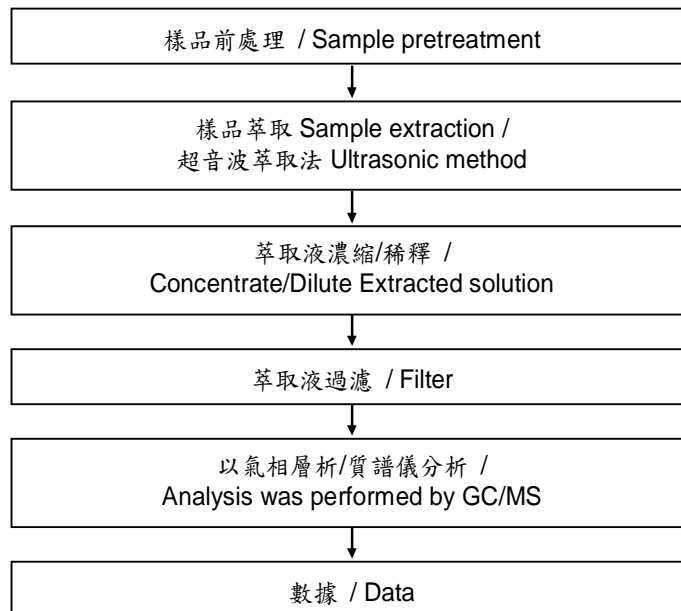 樣品前處理 / Sample pretreatment
樣品萃取 Sample extraction /
超音波萃取法 Ultrasonic method
萃取液濃縮/稀釋 /
Concentrate/Dilute Extracted solution
萃取液過濾 / Filter
以氣相層析/質譜儀分析 /
Analysis was performed by GC/MS
數據 / Data